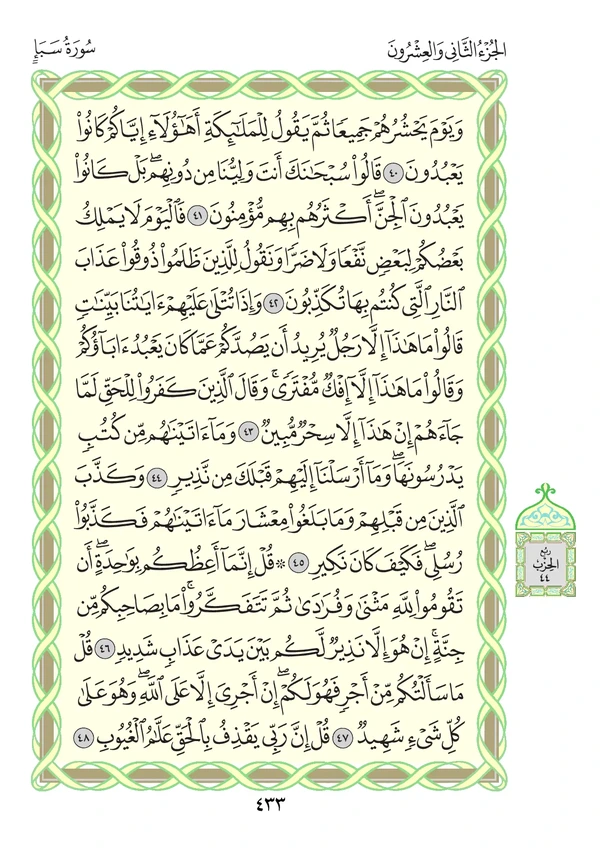 الجُزْءُ الثَّانِي وَالعِشْرُونَ
سُورَةُ سَبَإٍ
وَيَوْمَ يَحْشُرُهُمْ جَمِيعًا ثُمَّ يَقُولُ لِلْمَلَٰٓئِكَةِ أَهَٰٓؤُلَآءِ إِيَّاكُمْ كَانُوا۟
يَعْبُدُونَ ٤٠ قَالُوا۟ سُبْحَٰنَكَ أَنتَ وَلِيُّنَا مِن دُونِهِم ۖ بَلْ كَانُوا۟
يَعْبُدُونَ ٱلْجِنَّ ۖ أَكْثَرُهُم بِهِم مُّؤْمِنُونَ ٤١ فَٱلْيَوْمَ لَا يَمْلِكُ
بَعْضُكُمْ لِبَعْضٍ نَّفْعًا وَلَا ضَرًّا وَنَقُولُ لِلَّذِينَ ظَلَمُوا۟ ذُوقُوا۟ عَذَابَ
ٱلنَّارِ ٱلَّتِى كُنتُم بِهَا تُكَذِّبُونَ ٤٢ وَإِذَا تُتْلَىٰ عَلَيْهِمْ ءَايَٰتُنَا بَيِّنَٰتٍ
قَالُوا۟ مَا هَٰذَآ إِلَّا رَجُلٌ يُرِيدُ أَن يَصُدَّكُمْ عَمَّا كَانَ يَعْبُدُ ءَابَآؤُكُمْ
وَقَالُوا۟ مَا هَٰذَآ إِلَّآ إِفْكٌ مُّفْتَرًى ۚ وَقَالَ ٱلَّذِينَ كَفَرُوا۟ لِلْحَقِّ لَمَّا
جَآءَهُمْ إِنْ هَٰذَآ إِلَّا سِحْرٌ مُّبِينٌ ٤٣ وَمَآ ءَاتَيْنَٰهُم مِّن كُتُبٍ
يَدْرُسُونَهَا ۖ وَمَآ أَرْسَلْنَآ إِلَيْهِمْ قَبْلَكَ مِن نَّذِيرٍ ٤٤ وَكَذَّبَ
ٱلَّذِينَ مِن قَبْلِهِمْ وَمَا بَلَغُوا۟ مِعْشَارَ مَآ ءَاتَيْنَٰهُمْ فَكَذَّبُوا۟
رُسُلِى ۖ فَكَيْفَ كَانَ نَكِيرِ ٤٥ ۞ قُلْ إِنَّمَآ أَعِظُكُم بِوَٰحِدَةٍ ۖ أَن
تَقُومُوا۟ لِلَّهِ مَثْنَىٰ وَفُرَٰدَىٰ ثُمَّ تَتَفَكَّرُوا۟ ۚ مَا بِصَاحِبِكُم مِّن
جِنَّةٍ ۚ إِنْ هُوَ إِلَّا نَذِيرٌ لَّكُم بَيْنَ يَدَىْ عَذَابٍ شَدِيدٍ ٤٦ قُلْ
مَا سَأَلْتُكُم مِّنْ أَجْرٍ فَهُوَ لَكُمْ ۖ إِنْ أَجْرِىَ إِلَّا عَلَى ٱللَّهِ ۖ وَهُوَ عَلَىٰ
كُلِّ شَىْءٍ شَهِيدٌ ٤٧ قُلْ إِنَّ رَبِّى يَقْذِفُ بِٱلْحَقِّ عَلَّٰمُ ٱلْغُيُوبِ ٤٨
رُبْعُ
الحِزْبِ
٤٤
٤٣٣